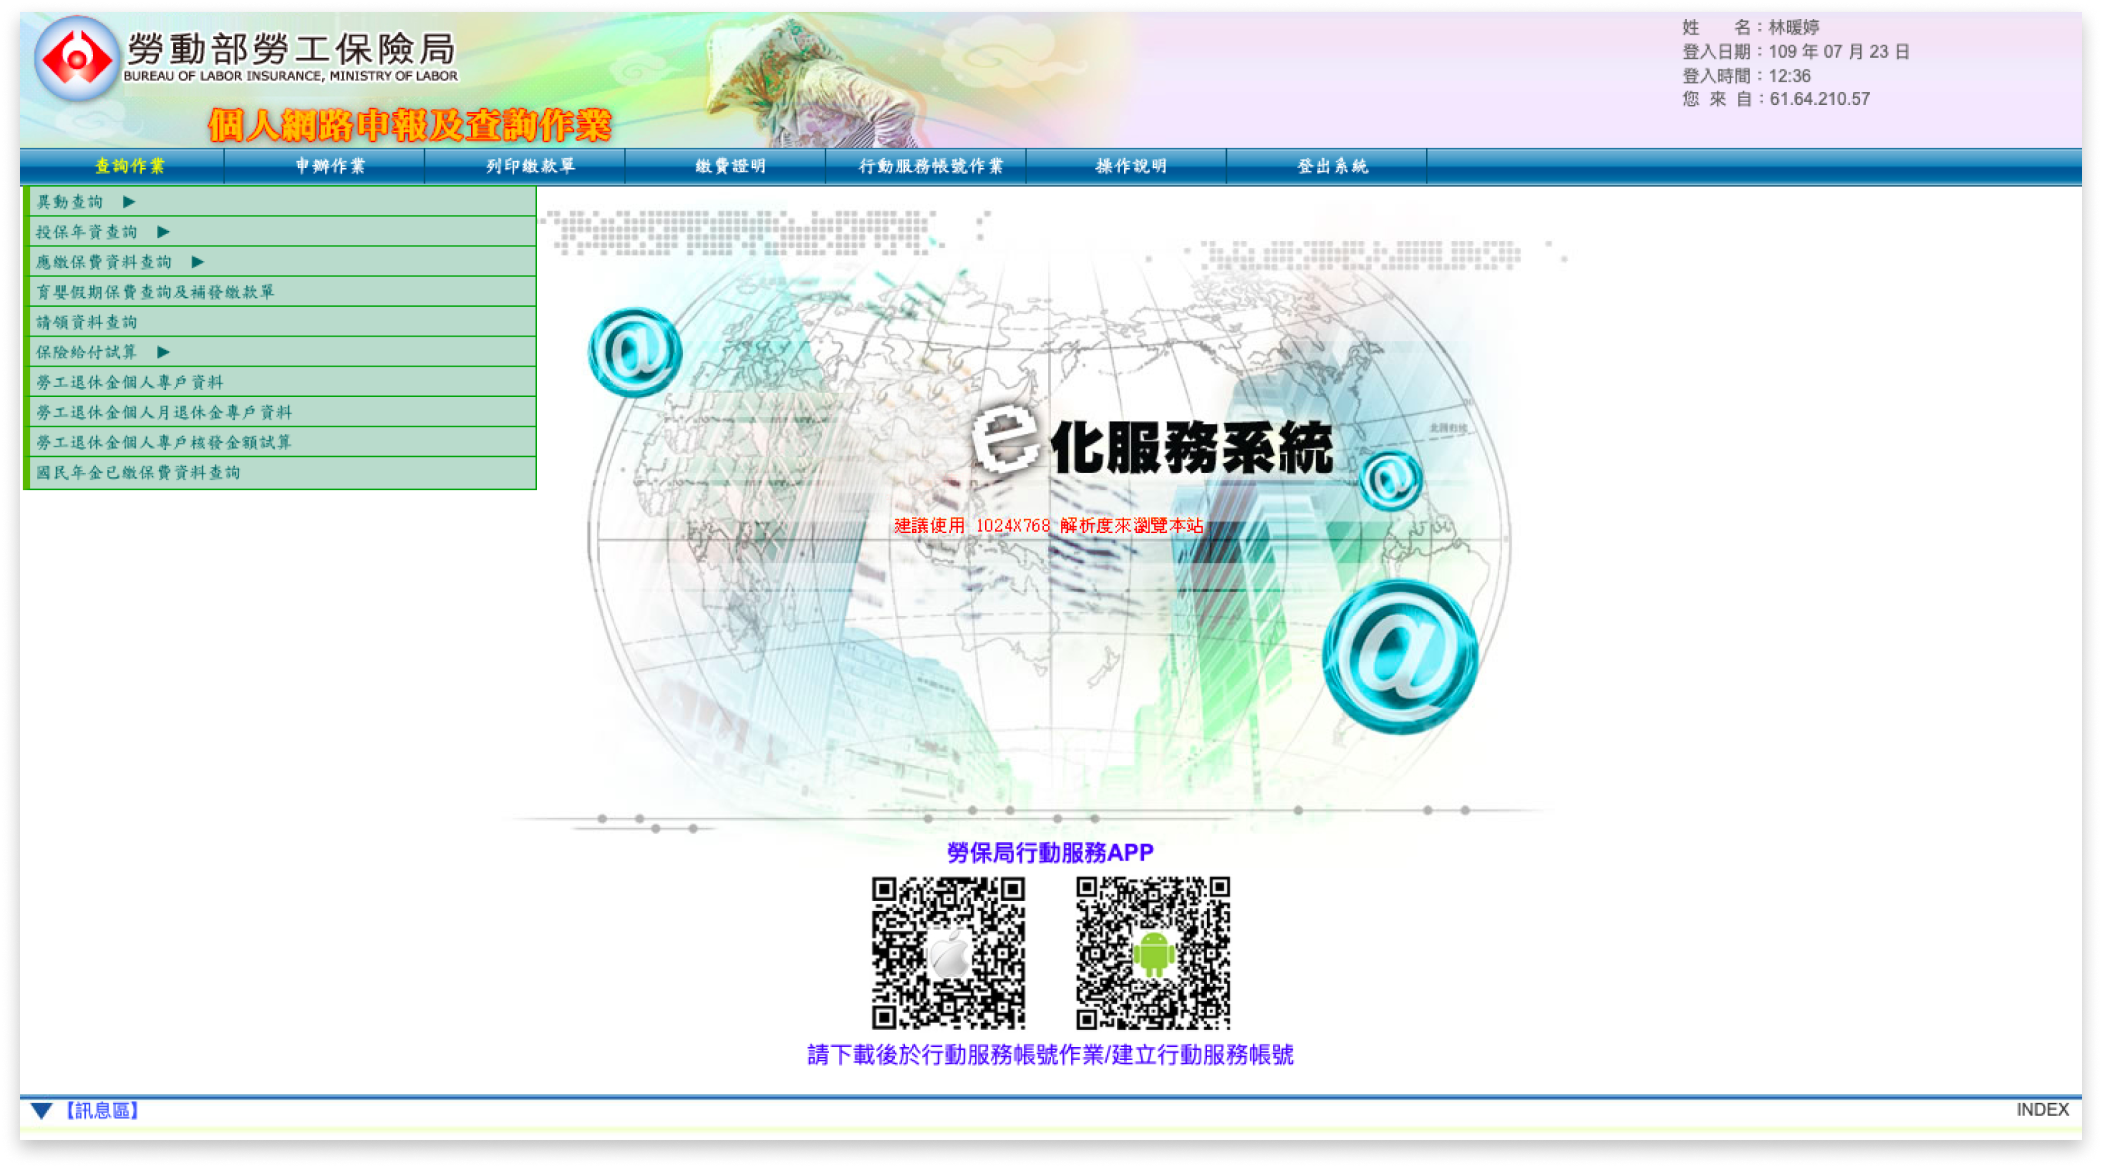 勞動部勞工保險局
BUREAU OF LABOR INSURANCE, MINISTRY OF LABOR
個人網路申報及查詢作業
姓 名：林暖婷
登入日期：109 年 07 月 23 日
登入時間：12:36
您 來 自：61.64.210.57
查詢作業 申辦作業 列印繳款單 繳費證明 行動服務帳號作業 操作說明 登出系統
異動查詢 ▶
投保年資查詢 ▶
應繳保費資料查詢 ▶
育嬰假期保費查詢及補發繳款單
請領資料查詢
保險給付試算 ▶
勞工退休金個人專戶資料
勞工退休金個人月退休金專戶資料
勞工退休金個人專戶核發金額試算
國民年金已繳保費資料查詢
e化服務系統
建議使用 1024X768 解析度來瀏覽本站
勞保局行動服務APP
請下載後於行動服務帳號作業/建立行動服務帳號
▼【訊息區】
INDEX